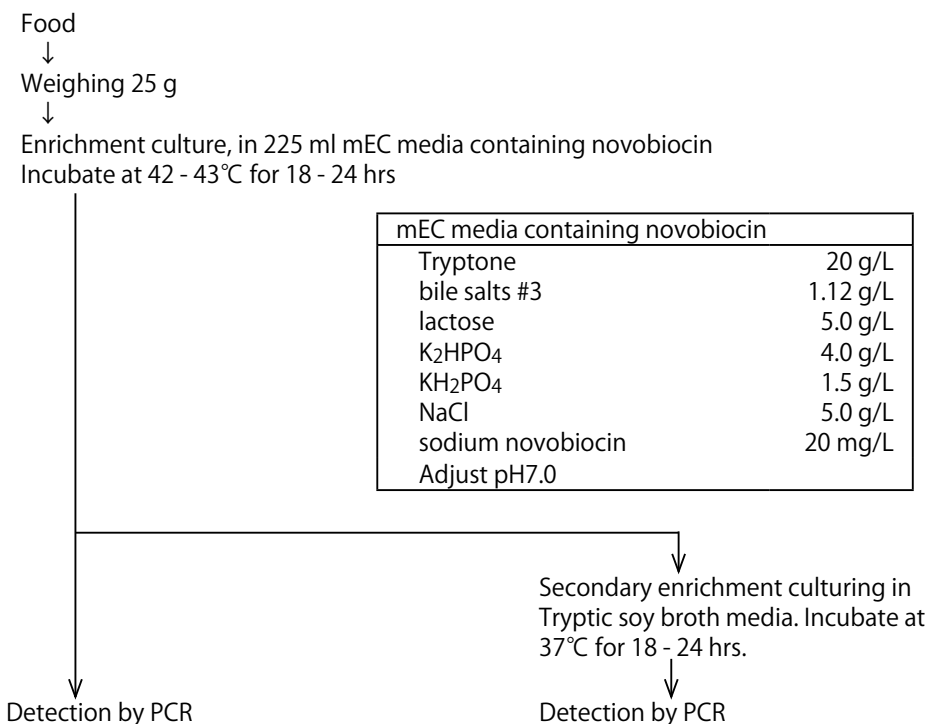 Food
↓
Weighing 25 g
↓
Enrichment culture, in 225 ml mEC media containing novobiocin
Incubate at 42 - 43℃ for 18 - 24 hrs
mEC media containing novobiocin
Tryptone 20 g/L
bile salts #3 1.12 g/L
lactose 5.0 g/L
K2HPO4 4.0 g/L
KH2PO4 1.5 g/L
NaCl 5.0 g/L
sodium novobiocin 20 mg/L
Adjust pH7.0
Secondary enrichment culturing in
Tryptic soy broth media. Incubate at
37℃ for 18 - 24 hrs.
Detection by PCR
Detection by PCR